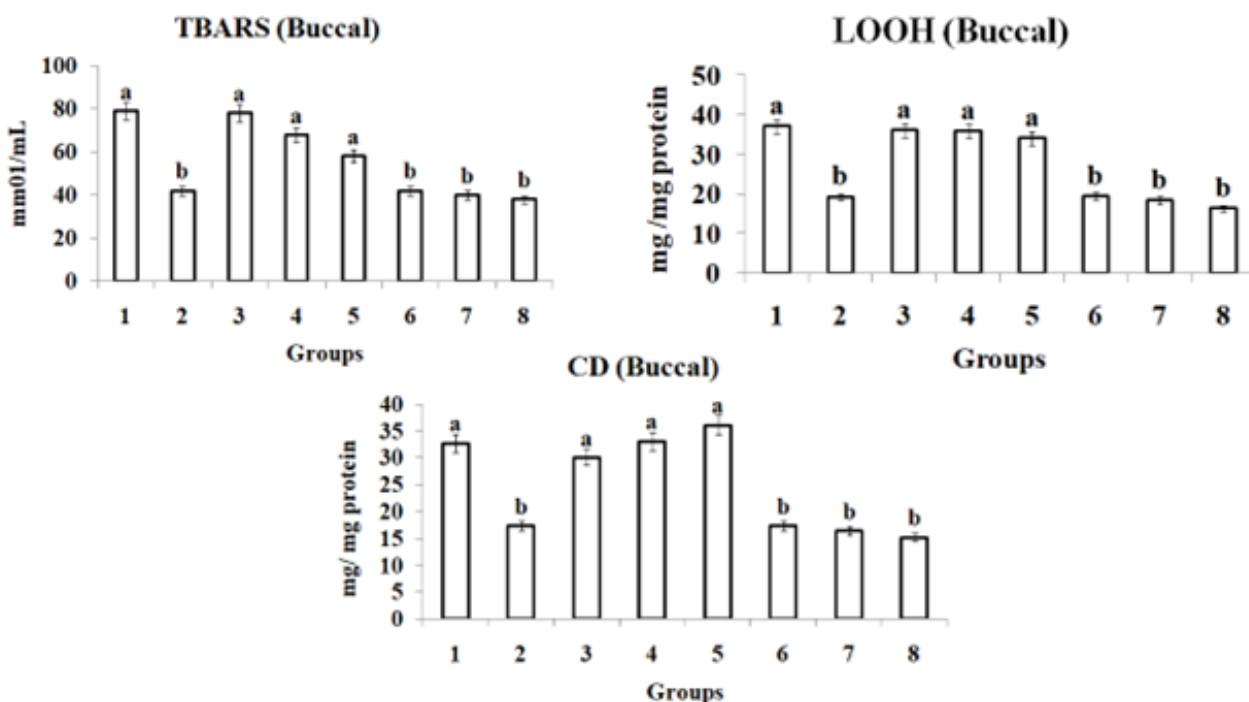 TBARS (Buccal)
100
80
60
40
20
0
mm01/mL
a
b
a
a
a
b
b
b
1 2 3 4 5 6 7 8
Groups
LOOH (Buccal)
50
40
30
20
10
0
mg /mg protein
a
b
a
a
a
b
b
b
1 2 3 4 5 6 7 8
Groups
CD (Buccal)
40
35
30
25
20
15
10
5
0
mg/ mg protein
a
b
a
a
a
b
b
b
1 2 3 4 5 6 7 8
Groups